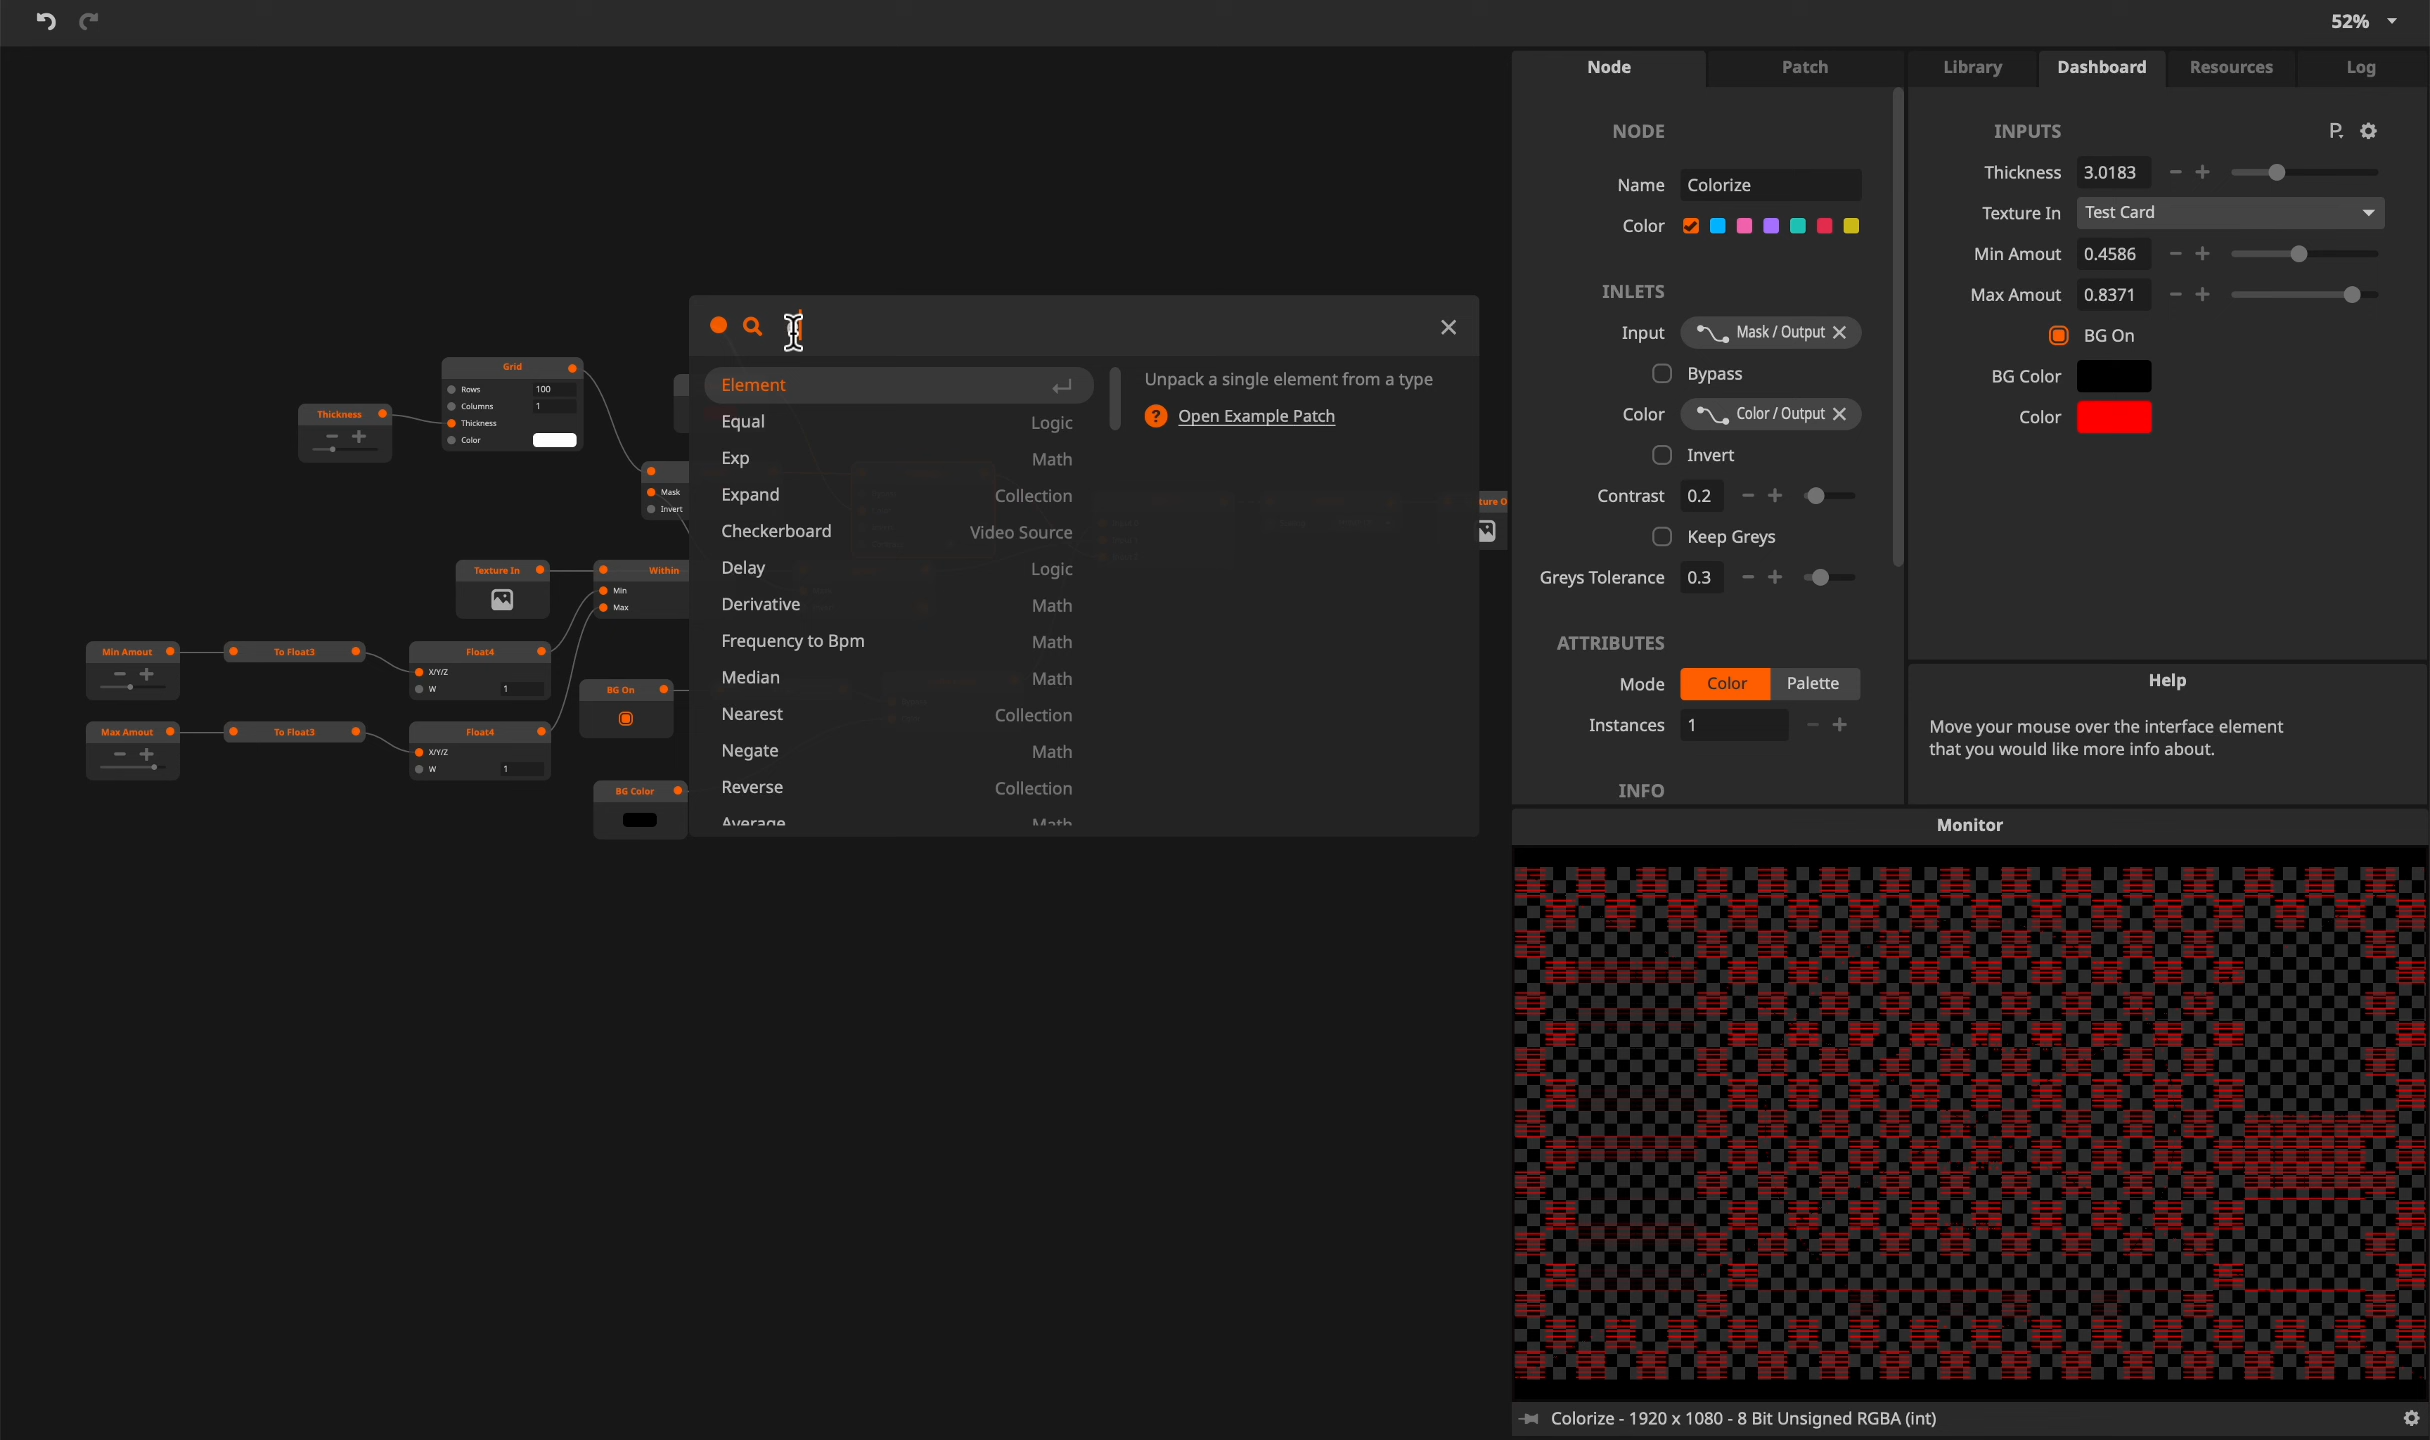 52%
Node
Patch
Library
Dashboard
Resources
Log
NODE
Name
Colorize
Color
INLETS
Input
Mask / Output
Bypass
Color
Color / Output
Invert
Contrast
0.2
Keep Greys
Greys Tolerance
0.3
ATTRIBUTES
Mode
Color
Palette
Instances
1
INFO
INPUTS
P.
Thickness
3.0183
Texture In
Test Card
Min Amout
0.4586
Max Amout
0.8371
BG On
BG Color
Color
Help
Move your mouse over the interface element
that you would like more info about.
Monitor
Colorize - 1920 x 1080 - 8 Bit Unsigned RGBA (int)
Element
Equal
Logic
Exp
Math
Expand
Collection
Checkerboard
Video Source
Delay
Logic
Derivative
Math
Frequency to Bpm
Math
Median
Math
Nearest
Collection
Negate
Math
Reverse
Collection
Average
Math
Unpack a single element from a type
? Open Example Patch
Grid
Rows
100
Columns
1
Thickness
Color
Thickness
Mask
Invert
Texture In
Within
Min
Max
Min Amout
To Float3
Float4
X/Y/Z
W
1
Max Amout
To Float3
Float4
X/Y/Z
W
1
BG On
BG Color
ture O